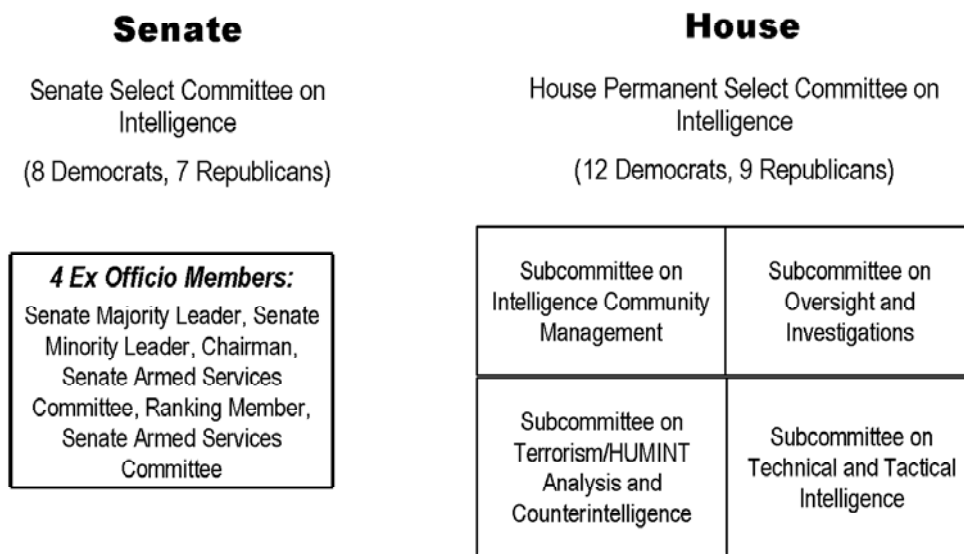 Senate
Senate Select Committee on
Intelligence
(8 Democrats, 7 Republicans)
4 Ex Officio Members:
Senate Majority Leader, Senate
Minority Leader, Chairman,
Senate Armed Services
Committee, Ranking Member,
Senate Armed Services
Committee
House
House Permanent Select Committee on
Intelligence
(12 Democrats, 9 Republicans)
Subcommittee on
Intelligence Community
Management
Subcommittee on
Oversight and
Investigations
Subcommittee on
Terrorism/HUMINT
Analysis and
Counterintelligence
Subcommittee on
Technical and Tactical
Intelligence